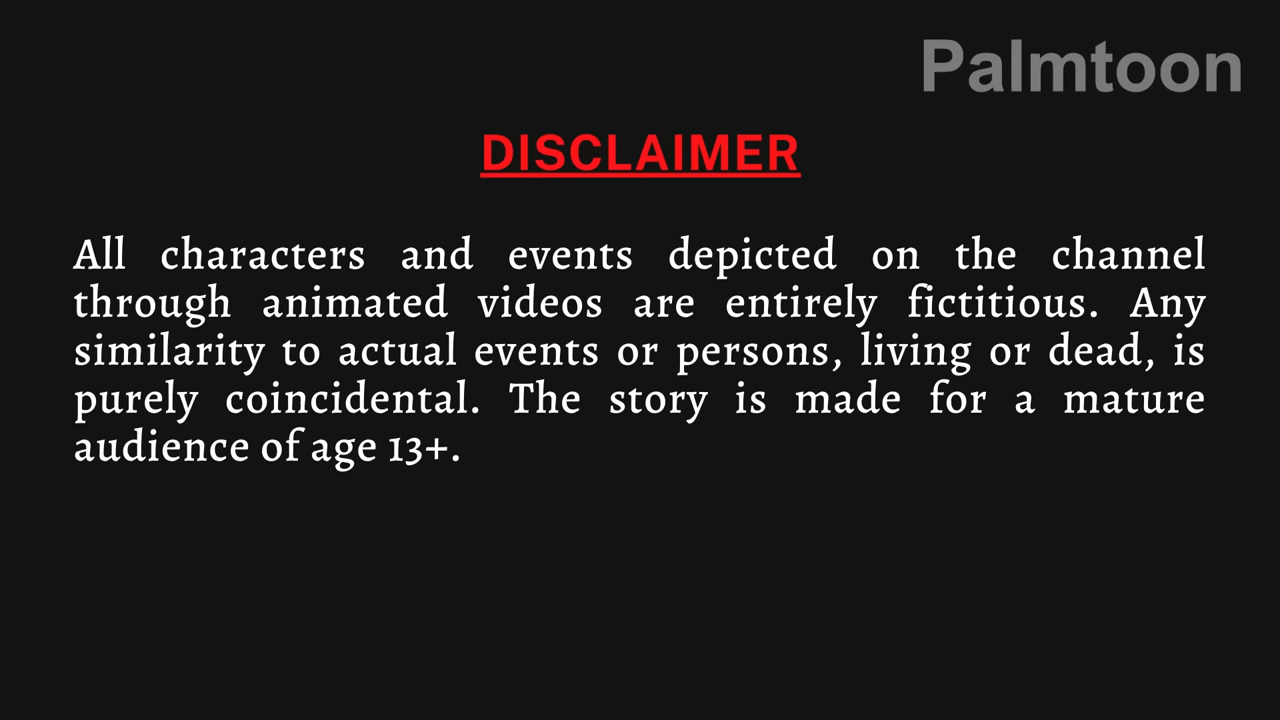 Palmtoon
DISCLAIMER
All characters and events depicted on the channel
through animated videos are entirely fictitious. Any
similarity to actual events or persons, living or dead, is
purely coincidental. The story is made for a mature
audience of age 13+.